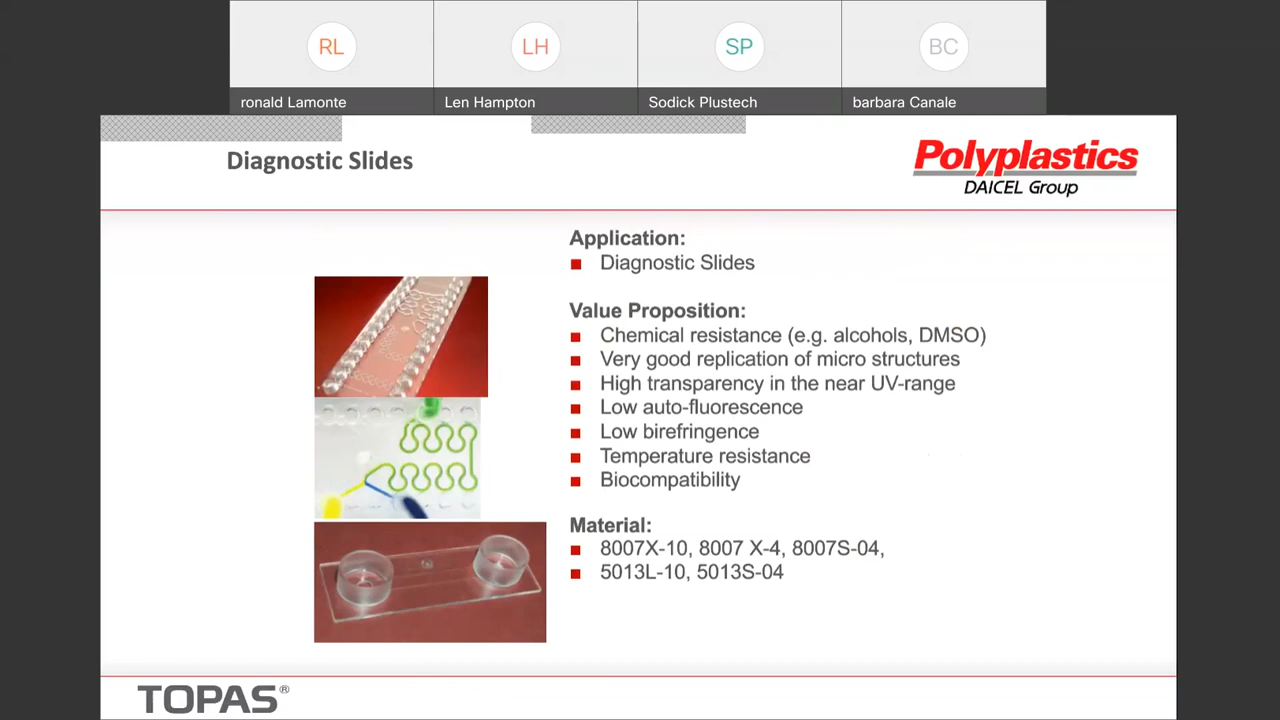 RL
LH
SP
BC
ronald Lamonte
Len Hampton
Sodick Plustech
barbara Canale
Diagnostic Slides
Polyplastics
DAICEL Group
Application:
Diagnostic Slides
Value Proposition:
Chemical resistance (e.g. alcohols, DMSO)
Very good replication of micro structures
High transparency in the near UV-range
Low auto-fluorescence
Low birefringence
Temperature resistance
Biocompatibility
Material:
8007X-10, 8007 X-4, 8007S-04,
5013L-10, 5013S-04
TOPAS®